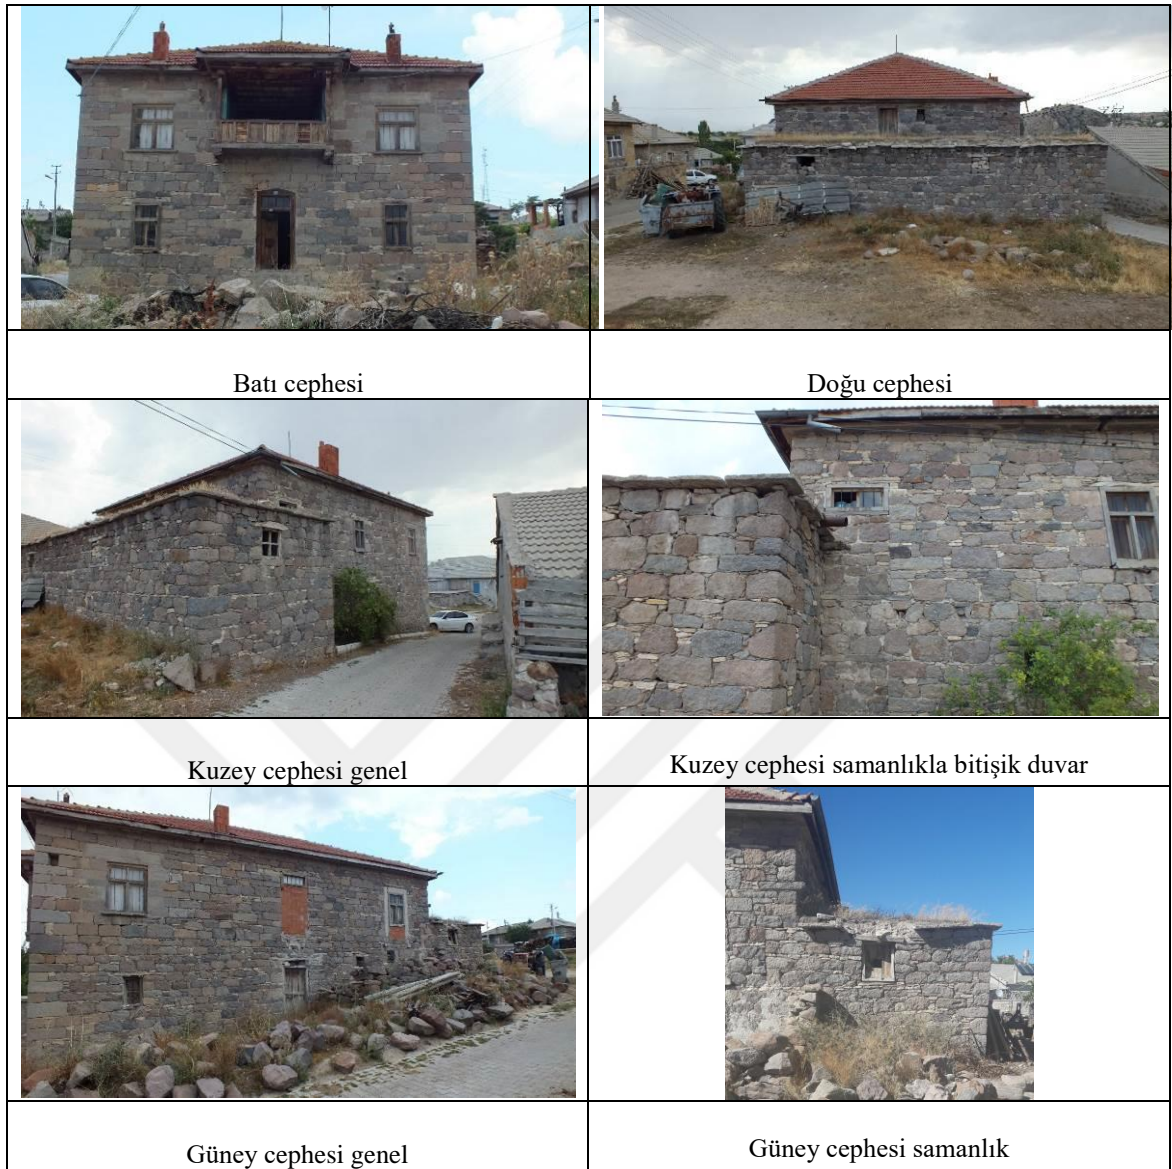 Batı cephesi
Doğu cephesi
Kuzey cephesi genel
Kuzey cephesi samanlıkla bitişik duvar
Güney cephesi genel
Güney cephesi samanlık